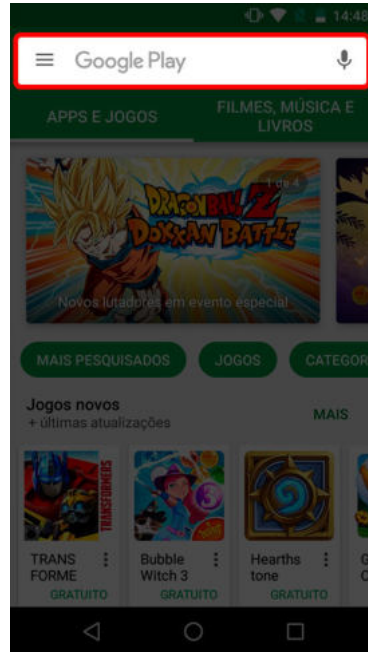 14:48
Google Play
APPS E JOGOS
FILMES, MÚSICA E
LIVROS
1 de 4
DRAGON BALL Z
DOKKAN BATTLE
Novos lutadores em evento especial
MAIS PESQUISADOS
JOGOS
CATEGOR
Jogos novos
+ últimas atualizações
MAIS
TRANSFORMERS
3
TRANS
FORME
GRATUITO
Bubble
Witch 3
GRATUITO
Hearths
tone
GRATUITO
G
C